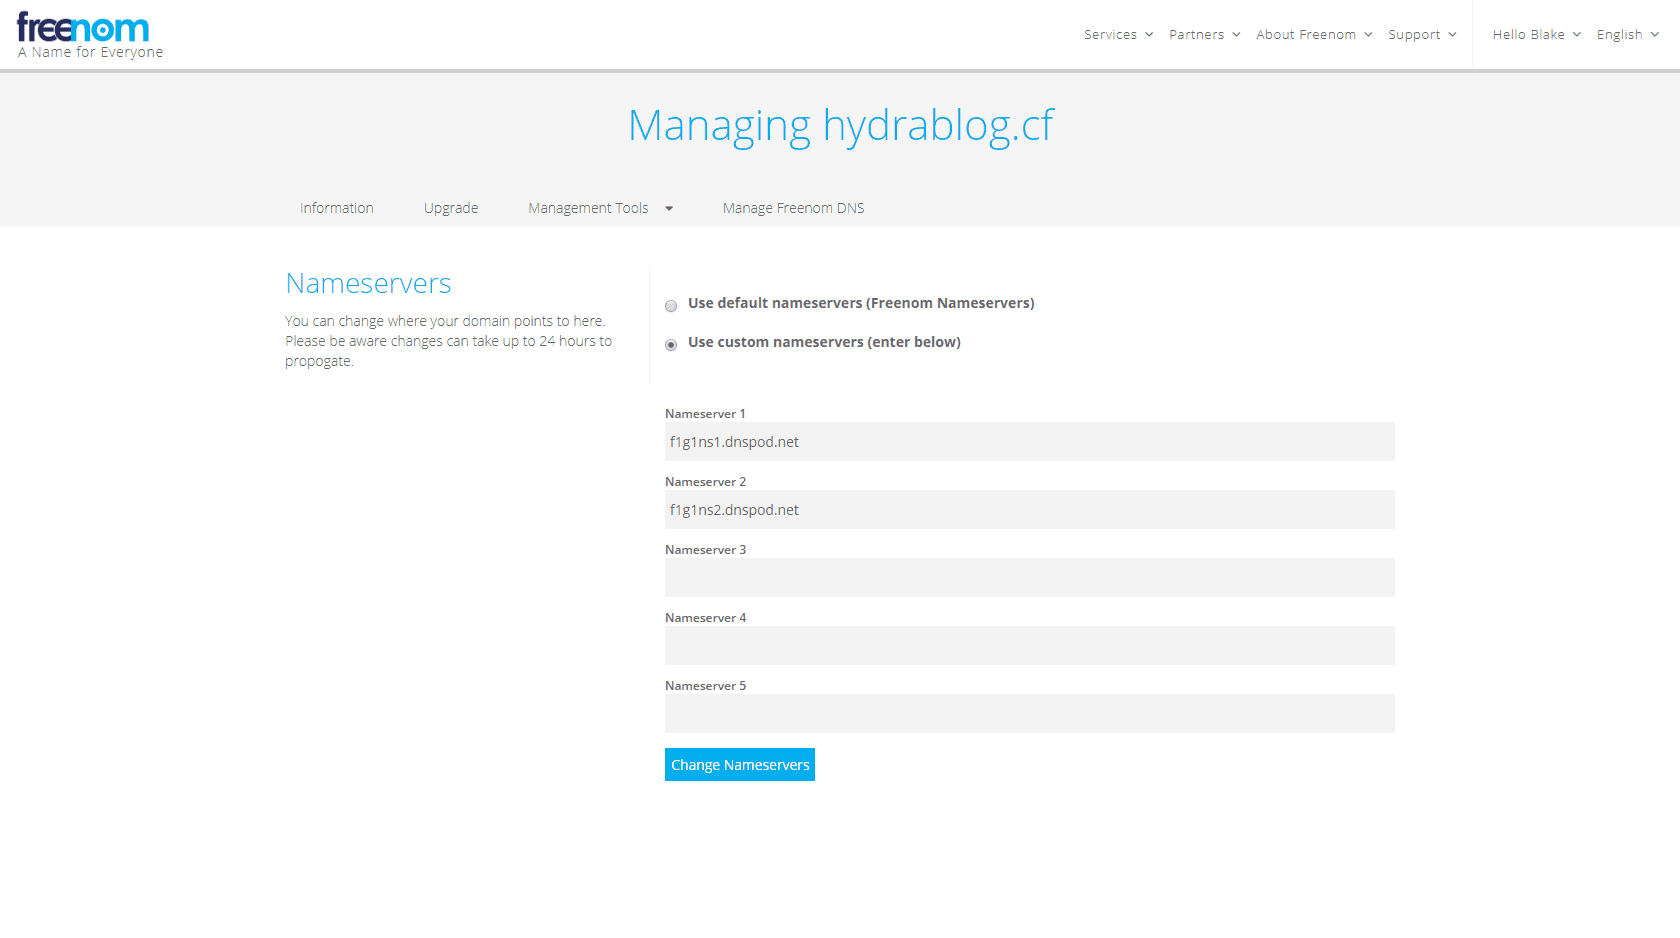 freenom
A Name for Everyone
Services Partners About Freenom Support Hello Blake English
Managing hydrablog.cf
Information Upgrade Management Tools Manage Freenom DNS
Nameservers
You can change where your domain points to here.
Please be aware changes can take up to 24 hours to
propogate.
Use default nameservers (Freenom Nameservers)
Use custom nameservers (enter below)
Nameserver 1
f1g1ns1.dnspod.net
Nameserver 2
f1g1ns2.dnspod.net
Nameserver 3
Nameserver 4
Nameserver 5
Change Nameservers